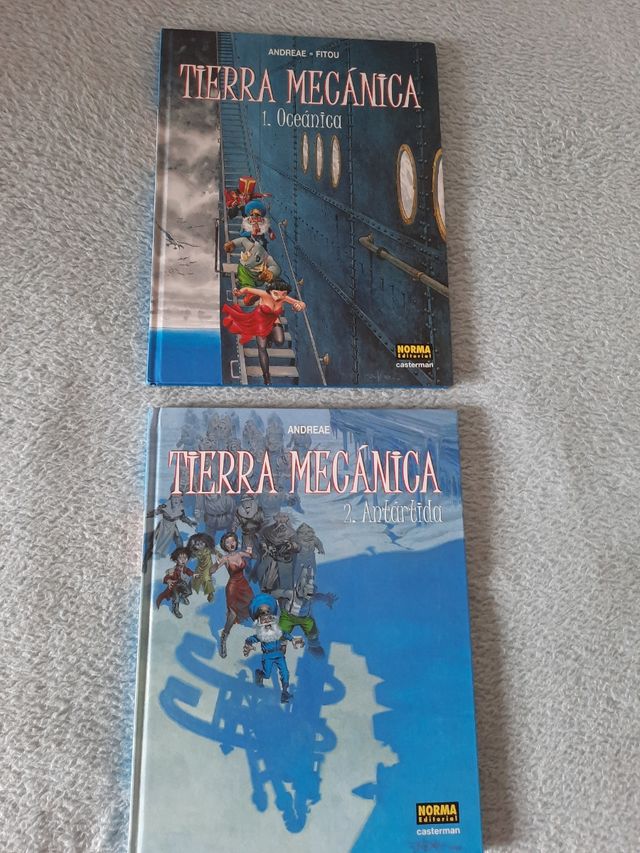 ANDREAE - FITOU
TIERRA MECÁNICA
1. Oceánica
NORMA
Editorial
casterman
ANDREAE
TIERRA MECÁNICA
2. Antártida
NORMA
Editorial
casterman